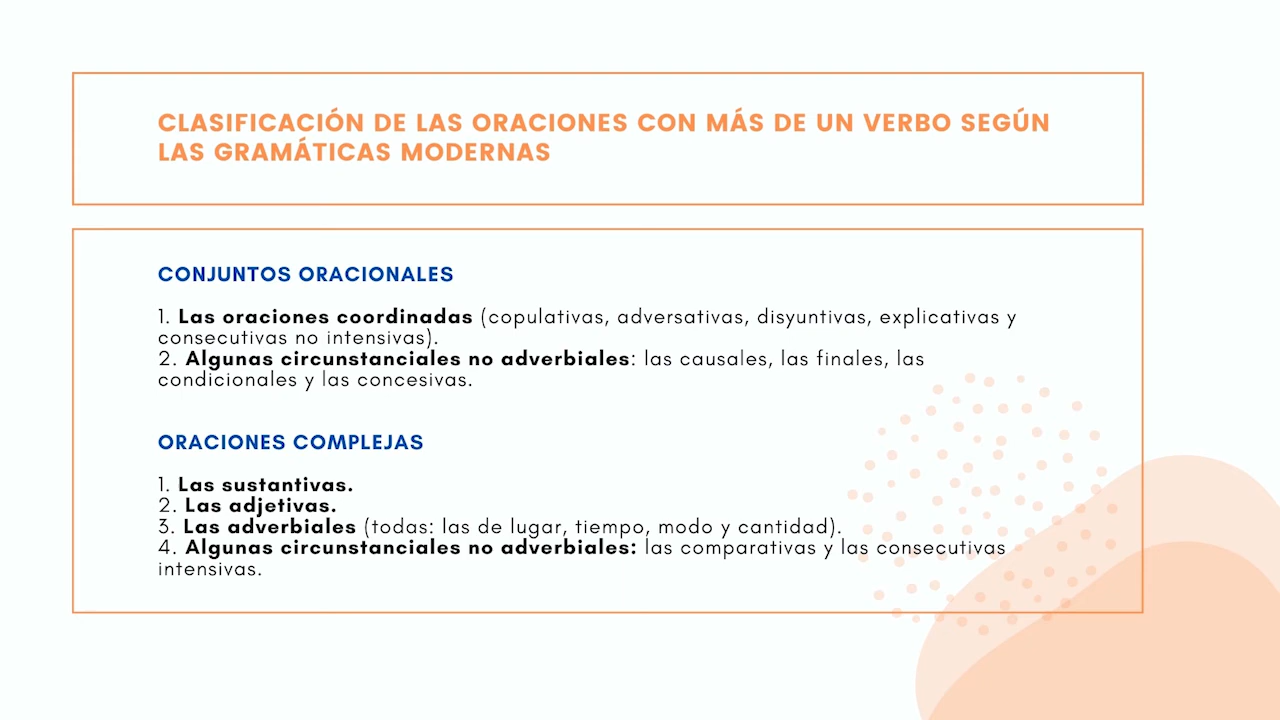 CLASIFICACIÓN DE LAS ORACIONES CON MÁS DE UN VERBO SEGÚN
LAS GRAMÁTICAS MODERNAS
CONJUNTOS ORACIONALES
1. Las oraciones coordinadas (copulativas, adversativas, disyuntivas, explicativas y
consecutivas no intensivas).
2. Algunas circunstanciales no adverbiales: las causales, las finales, las
condicionales y las concesivas.
ORACIONES COMPLEJAS
1. Las sustantivas.
2. Las adjetivas.
3. Las adverbiales (todas: las de lugar, tiempo, modo y cantidad).
4. Algunas circunstanciales no adverbiales: las comparativas y las consecutivas
intensivas.